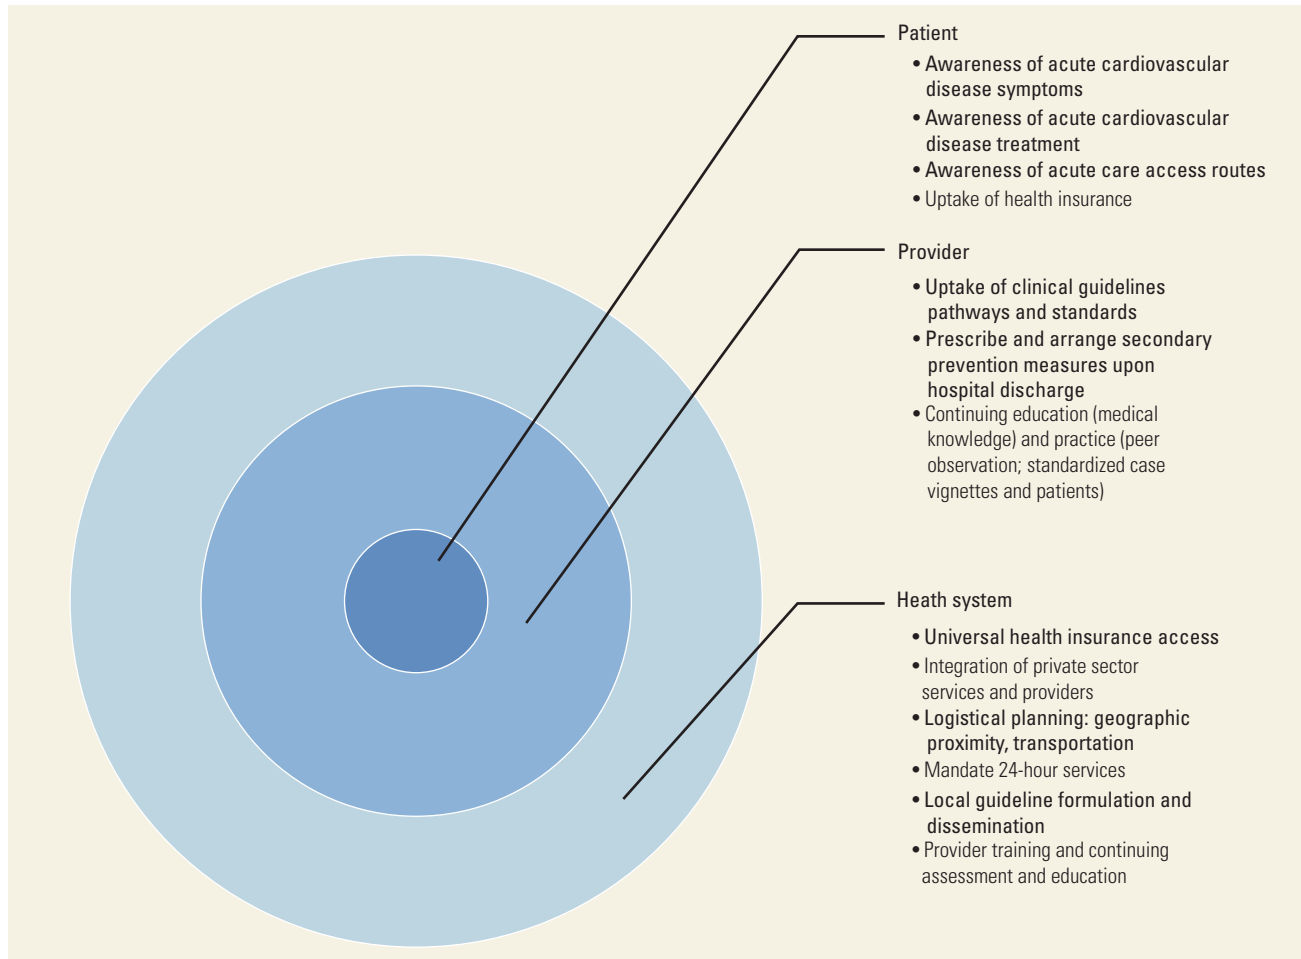 Patient
• Awareness of acute cardiovascular
disease symptoms
• Awareness of acute cardiovascular
disease treatment
• Awareness of acute care access routes
• Uptake of health insurance
Provider
• Uptake of clinical guidelines
pathways and standards
• Prescribe and arrange secondary
prevention measures upon
hospital discharge
• Continuing education (medical
knowledge) and practice (peer
observation; standardized case
vignettes and patients)
Heath system
• Universal health insurance access
• Integration of private sector
services and providers
• Logistical planning: geographic
proximity, transportation
• Mandate 24-hour services
• Local guideline formulation and
dissemination
• Provider training and continuing
assessment and education